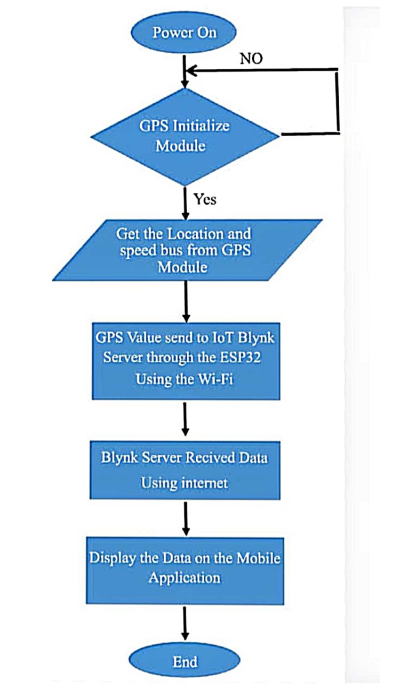 Power On
NO
GPS Initialize
Module
Yes
Get the Location and
speed bus from GPS
Module
GPS Value send to IoT Blynk
Server through the ESP32
Using the Wi-Fi
Blynk Server Recived Data
Using internet
Display the Data on the Mobile
Application
End